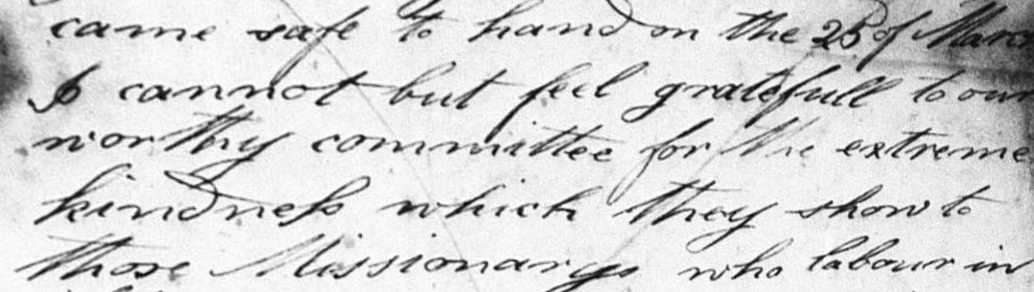 came safe to hand on the 25 of Marc
I cannot but feel gratefull to our
worthy committee for the extreme
kindness which they show to
those Missionarys who labour in